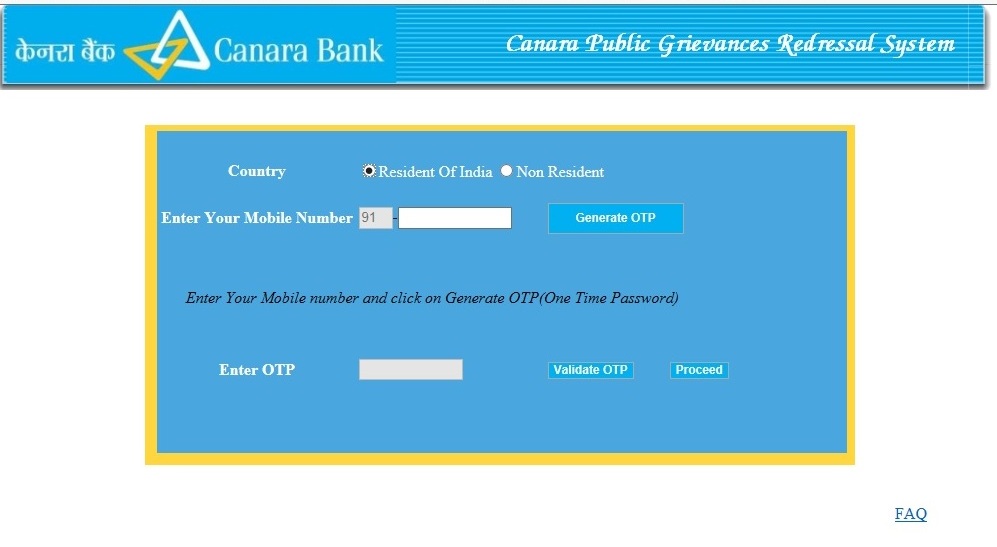 केनरा बैंक Canara Bank
Canara Public Grievances Redressal System
Country Resident Of India Non Resident
Enter Your Mobile Number 91 - Generate OTP
Enter Your Mobile number and click on Generate OTP(One Time Password)
Enter OTP Validate OTP Proceed
FAQ